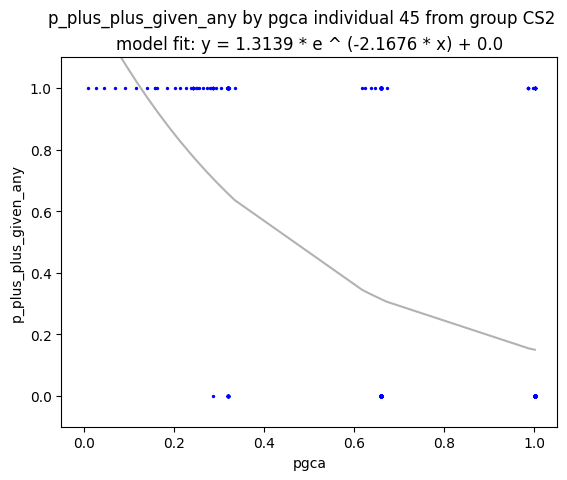 p_plus_plus_given_any by pgca individual 45 from group CS2
model fit: y = 1.3139 * e ^ (-2.1676 * x) + 0.0
1.0
0.8
0.6
0.4
0.2
0.0
p_plus_plus_given_any
0.0 0.2 0.4 0.6 0.8 1.0
pgca